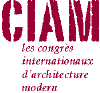 CIAM
les congrès
internationaux
d'architecture
modern